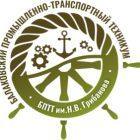 БАЛАКОВСКИЙ ПРОМЫШЛЕННО-ТРАНСПОРТНЫЙ ТЕХНИКУМ
БПТТ им. Н.В. Грибанова